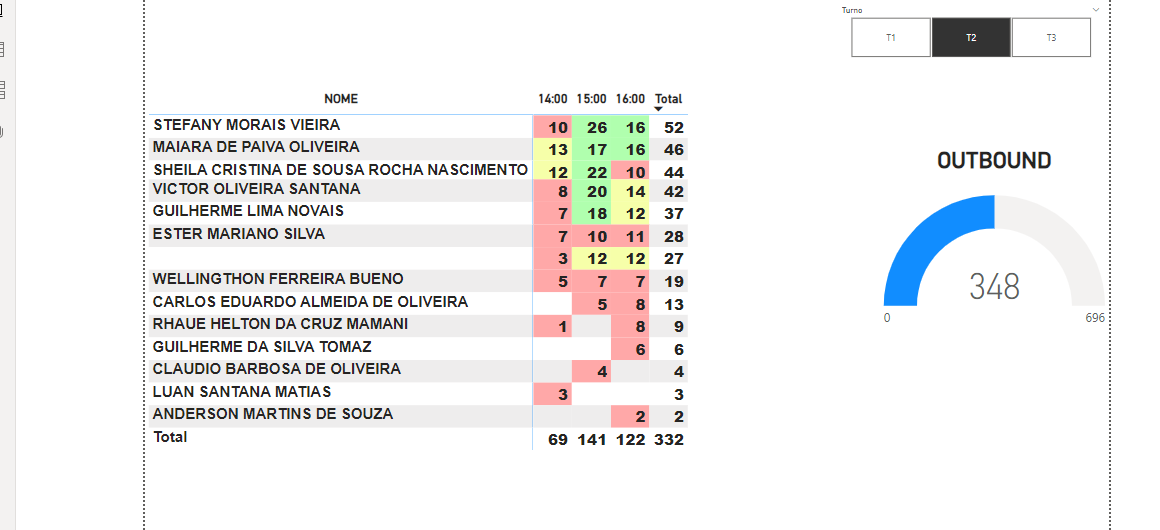 Turno
T1 T2 T3
NOME 14:00 15:00 16:00 Total
STEFANY MORAIS VIEIRA 10 26 16 52
MAIARA DE PAIVA OLIVEIRA 13 17 16 46
SHEILA CRISTINA DE SOUSA ROCHA NASCIMENTO 12 22 10 44
VICTOR OLIVEIRA SANTANA 8 20 14 42
GUILHERME LIMA NOVAIS 7 18 12 37
ESTER MARIANO SILVA 7 10 11 28
3 12 12 27
WELLINGTHON FERREIRA BUENO 5 7 7 19
CARLOS EDUARDO ALMEIDA DE OLIVEIRA 5 8 13
RHAUE HELTON DA CRUZ MAMANI 1 8 9
GUILHERME DA SILVA TOMAZ 6 6
CLAUDIO BARBOSA DE OLIVEIRA 4 4
LUAN SANTANA MATIAS 3 3
ANDERSON MARTINS DE SOUZA 2 2
Total 69 141 122 332
OUTBOUND
348
0 696